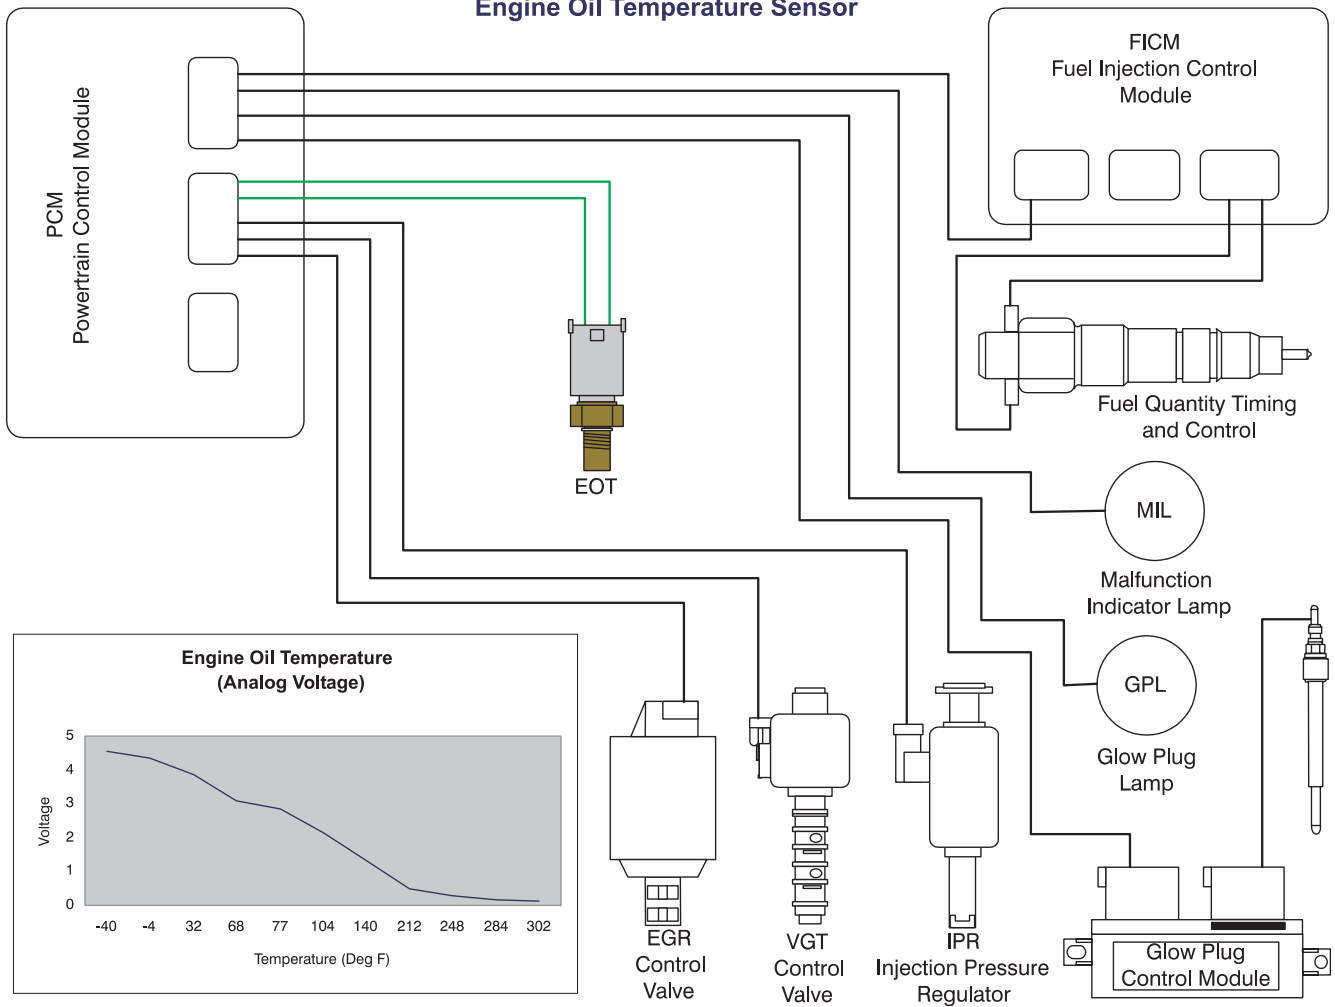 Engine Oil Temperature Sensor
PCM
Powertrain Control Module
FICM
Fuel Injection Control
Module
Fuel Quantity Timing
and Control
EOT
MIL
Malfunction
Indicator Lamp
GPL
Glow Plug
Lamp
Engine Oil Temperature
(Analog Voltage)
Voltage
5
4
3
2
1
0
-40 -4 32 68 77 104 140 212 248 284 302
Temperature (Deg F)
EGR
Control
Valve
VGT
Control
Valve
IPR
Injection Pressure
Regulator
Glow Plug
Control Module